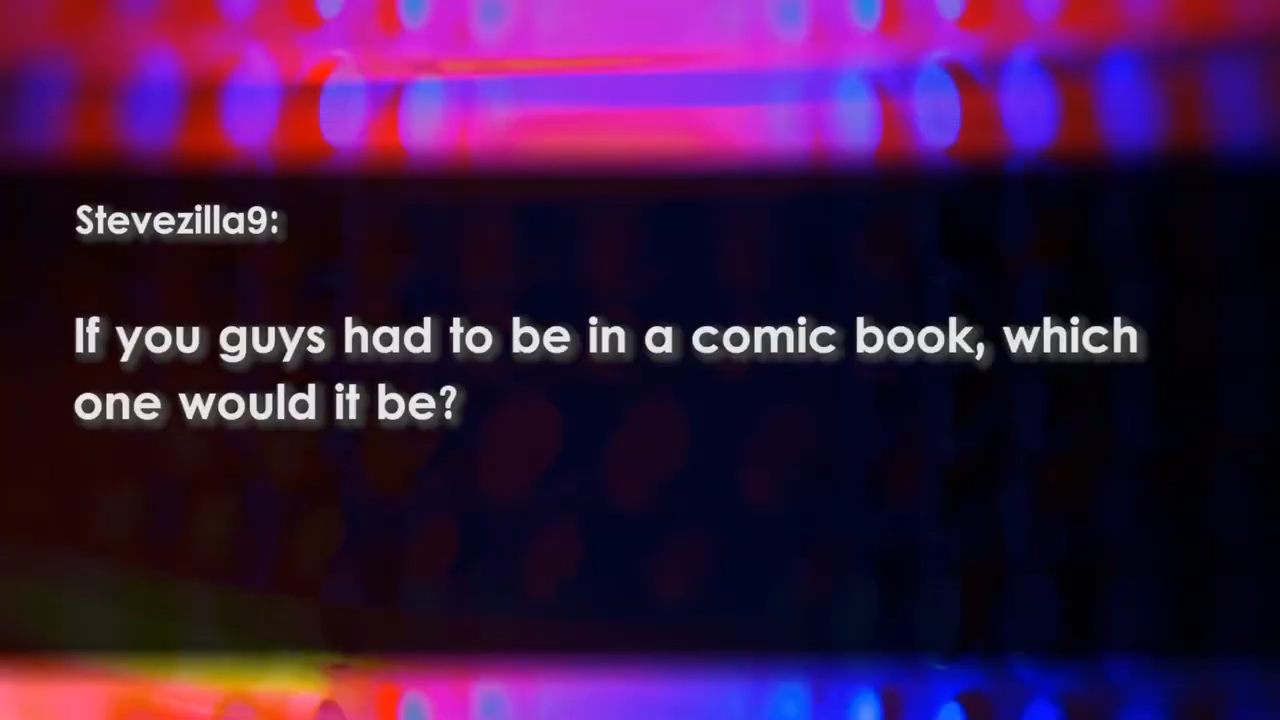 Stevezilla9:
If you guys had to be in a comic book, which
one would it be?